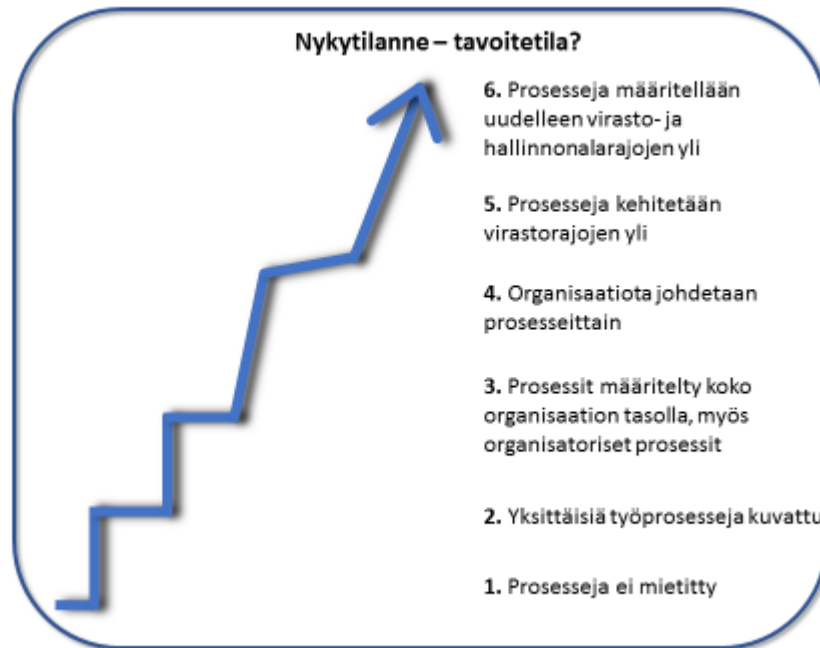 Nykytilanne – tavoitetila?
6. Prosesseja määritellään
uudelleen virasto- ja
hallinnonalarajojen yli
5. Prosesseja kehitetään
virastorajojen yli
4. Organisaatiota johdetaan
prosesseittain
3. Prosessit määritelty koko
organisaation tasolla, myös
organisatoriset prosessit
2. Yksittäisiä työprosesseja kuvattu
1. Prosesseja ei mietitty